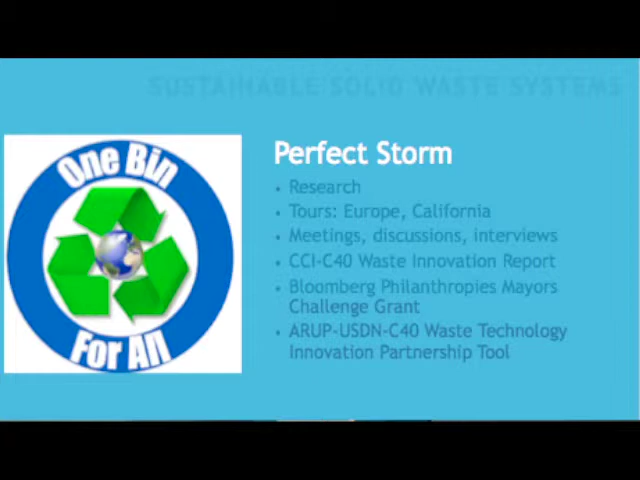 SUSTAINABLE SOLID WASTE SYSTEMS
One Bin
For All
Perfect Storm
• Research
• Tours: Europe, California
• Meetings, discussions, interviews
• CCI-C40 Waste Innovation Report
• Bloomberg Philanthropies Mayors
Challenge Grant
• ARUP-USDN-C40 Waste Technology
Innovation Partnership Tool